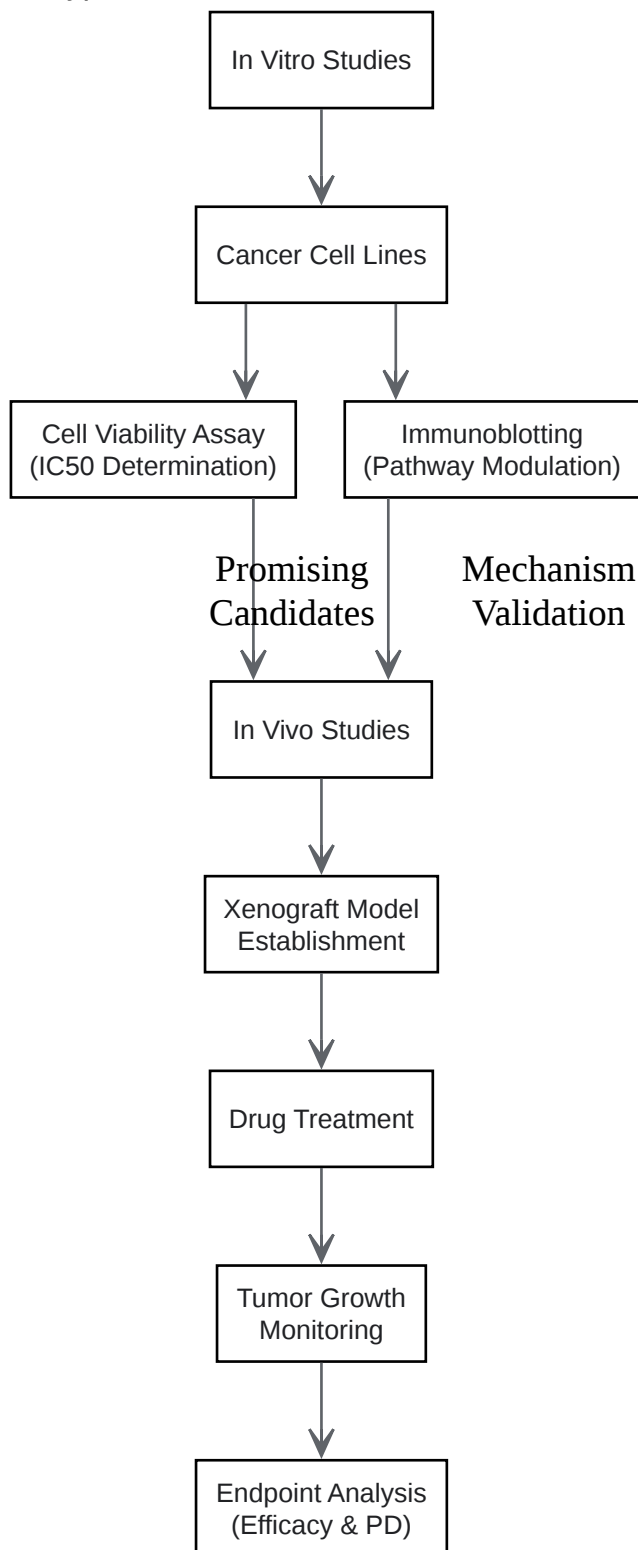 In Vitro Studies
Cancer Cell Lines
Cell Viability Assay
(IC50 Determination)
Immunoblotting
(Pathway Modulation)
Promising
Candidates
Mechanism
Validation
In Vivo Studies
Xenograft Model
Establishment
Drug Treatment
Tumor Growth
Monitoring
Endpoint Analysis
(Efficacy & PD)